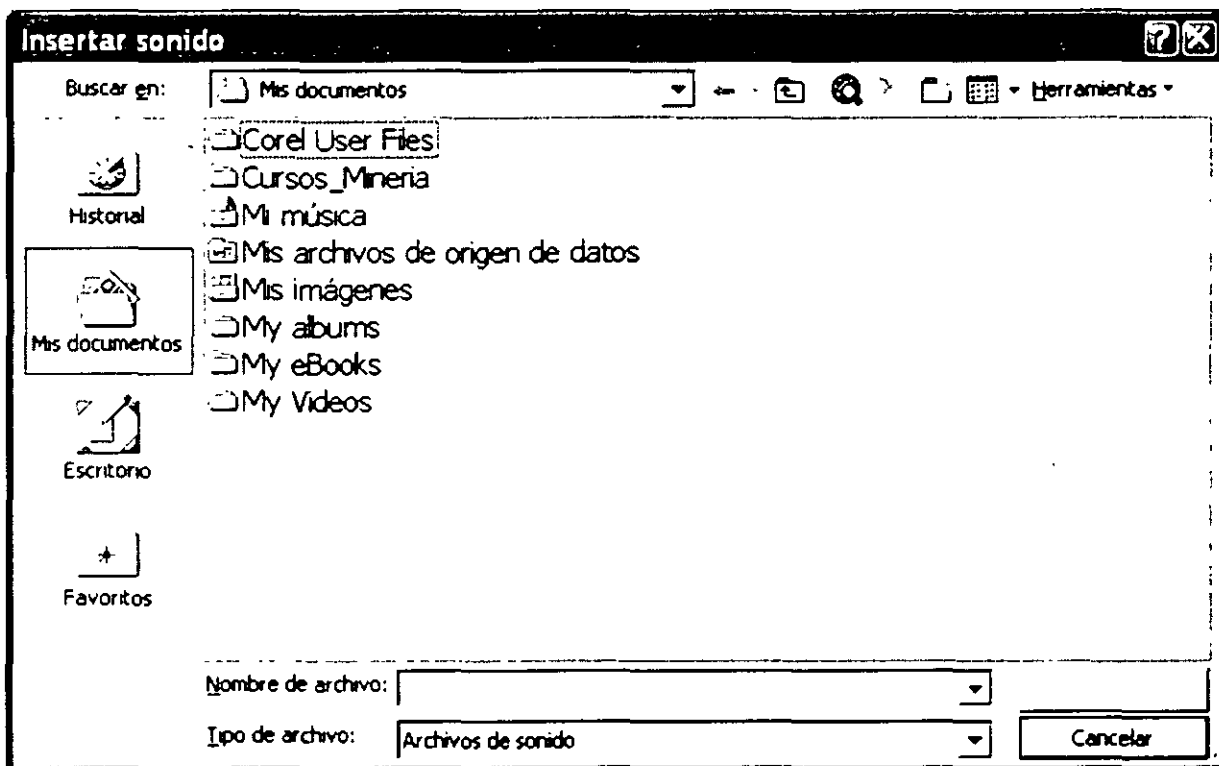 Insertar sonido
Buscar en: Mis documentos Herramientas
Corel User Files
Cursos_Mineria
Mi música
Mis archivos de origen de datos
Mis imágenes
My albums
My eBooks
My Videos
Historial
Mis documentos
Escritorio
Favoritos
Nombre de archivo:
Tipo de archivo: Archivos de sonido Cancelar